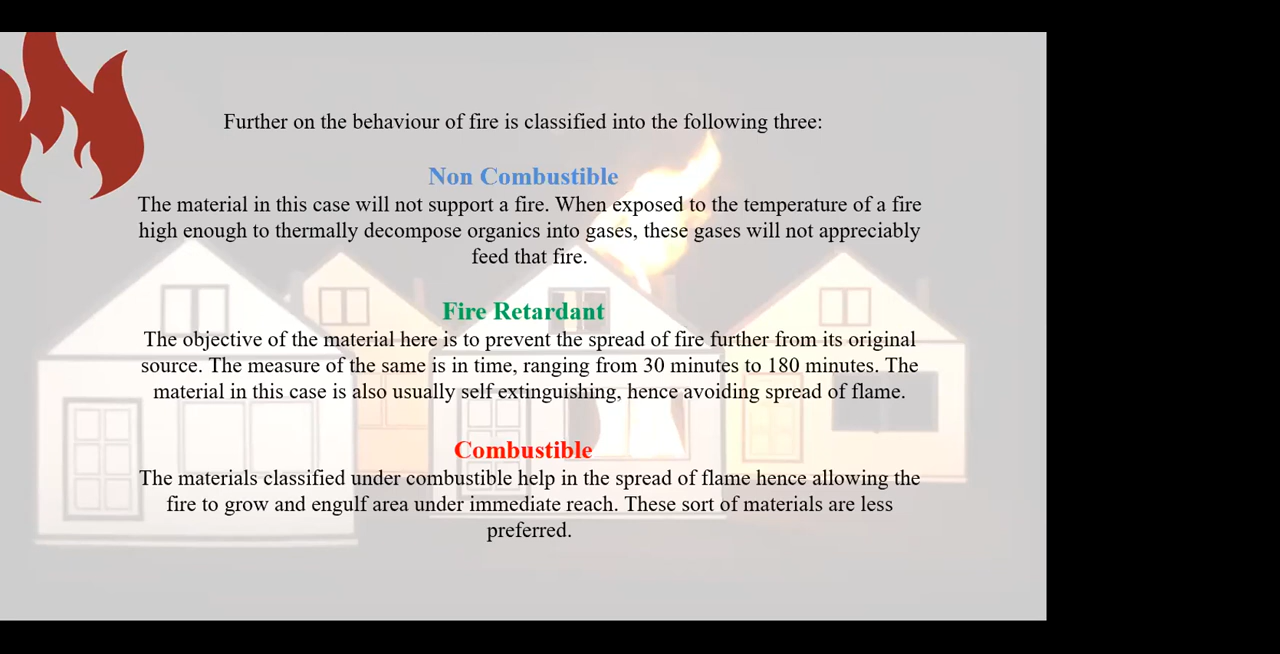 Further on the behaviour of fire is classified into the following three:
Non Combustible
The material in this case will not support a fire. When exposed to the temperature of a fire
high enough to thermally decompose organics into gases, these gases will not appreciably
feed that fire.
Fire Retardant
The objective of the material here is to prevent the spread of fire further from its original
source. The measure of the same is in time, ranging from 30 minutes to 180 minutes. The
material in this case is also usually self extinguishing, hence avoiding spread of flame.
Combustible
The materials classified under combustible help in the spread of flame hence allowing the
fire to grow and engulf area under immediate reach. These sort of materials are less
preferred.